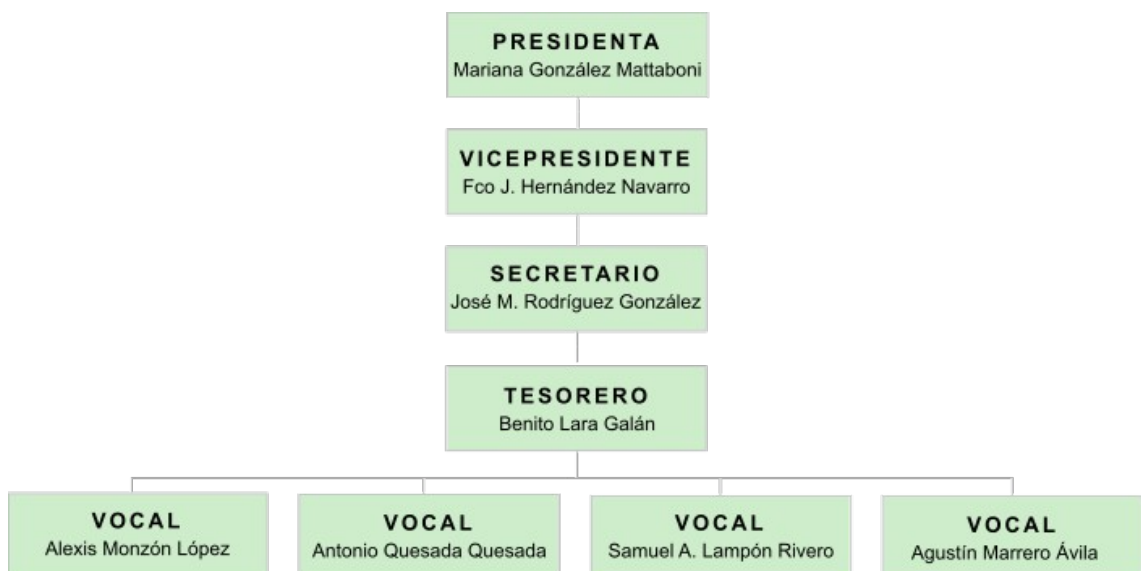 PRESIDENTA
Mariana González Mattaboni
VICEPRESIDENTE
Fco J. Hernández Navarro
SECRETARIO
José M. Rodríguez González
TESORERO
Benito Lara Galán
VOCAL
Alexis Monzón López
VOCAL
Antonio Quesada Quesada
VOCAL
Samuel A. Lampón Rivero
VOCAL
Agustín Marrero Ávila